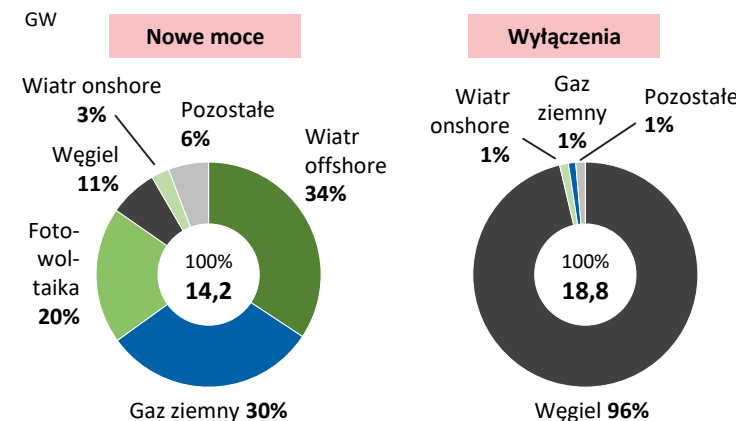 GW
Nowe moce
Wiatr onshore
3%
Pozostałe
6%
Wiatr
offshore
34%
Węgiel
11%
Foto-
wol-
taika
20%
100%
14,2
Gaz ziemny 30%
Wyłączenia
Wiatr
onshore
1%
Gaz
ziemny
1%
Pozostałe
1%
100%
18,8
Węgiel 96%